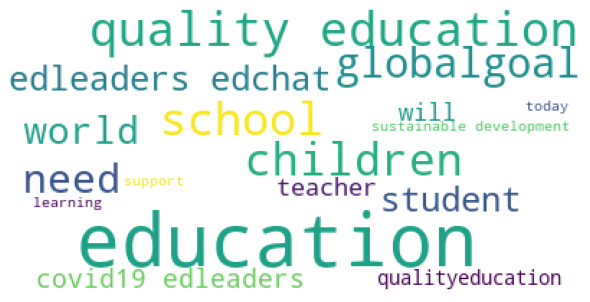 quality education
edleaders edchat
globalgoal
world
school
will
today
sustainable development
children
need
support
teacher
student
learning
education
covid19 edleaders
qualityeducation